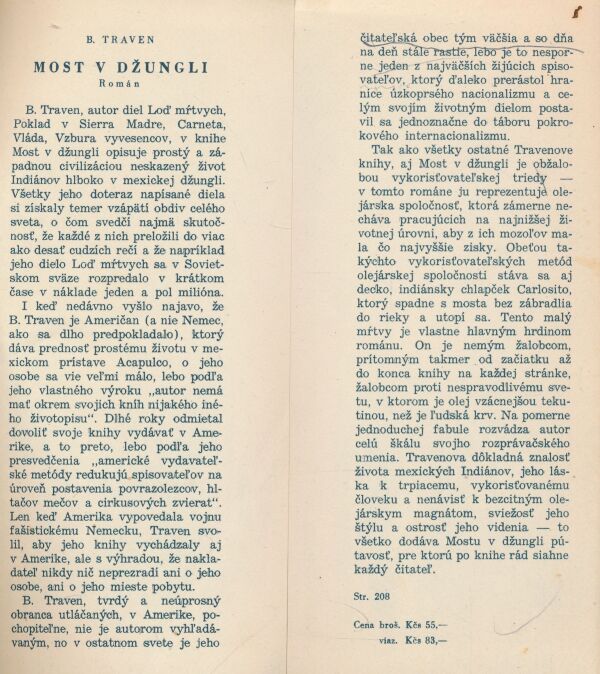 B. TRAVEN
MOST V DŽUNGLI
Román
B. Traven, autor diel Loď mŕtvych,
Poklad v Sierra Madre, Carneta,
Vláda, Vzbura vyvesencov, v knihe
Most v džungli opisuje prostý a zá-
padnou civilizáciou neskazený život
Indiánov hlboko v mexickej džungli.
Všetky jeho doteraz napísané diela
si získaly temer vzápätí obdiv celého
sveta, o čom svedčí najmä skutoč-
nosť, že každé z nich preložili do viac
ako desať cudzích rečí a že napríklad
jeho dielo Loď mŕtvych sa v Soviet-
skom sväze rozpredalo v krátkom
čase v náklade jeden a pol milióna.
I keď nedávno vyšlo najavo, že
B. Traven je Američan (a nie Nemec,
ako sa dlho predpokladalo), ktorý
dáva prednosť prostému životu v me-
xickom prístave Acapulco, o jeho
osobe sa vie veľmi málo, lebo podľa
jeho vlastného výroku „autor nemá
mať okrem svojich kníh nijakého iné-
ho životopisu“. Dlhé roky odmietal
dovoliť svoje knihy vydávať v Ame-
rike, a to preto, lebo podľa jeho
presvedčenia „americké vydavateľ-
ské metódy redukujú spisovateľov na
úroveň postavenia povrazolezcov, hl-
tačov mečov a cirkusových zvierat“.
Len keď Amerika vypovedala vojnu
fašistickému Nemecku, Traven svo-
lil, aby jeho knihy vychádzaly aj
v Amerike, ale s výhradou, že nakla-
dateľ nikdy nič neprezradí ani o jeho
osobe, ani o jeho mieste pobytu.
B. Traven, tvrdý a neúprosný
obranca utláčaných, v Amerike, po-
chopiteľne, nie je autorom vyhľadá-
vaným, no v ostatnom svete je jeho
čitateľská obec tým väčšia a so dňa
na deň stále rastie, lebo je to nespor-
ne jeden z najväčších žijúcich spiso-
vateľov, ktorý ďaleko prerástol hra-
nice úzkoprsého nacionalizmu a ce-
lým svojím životným dielom posta-
vil sa jednoznačne do táboru pokro-
kového internacionalizmu.
Tak ako všetky ostatné Travenove
knihy, aj Most v džungli je obžalo-
bou vykorisťovateľskej triedy —
v tomto románe ju reprezentuje ole-
járska spoločnosť, ktorá zámerne ne-
cháva pracujúcich na najnižšej ži-
votnej úrovni, aby z ich mozoľov ma-
la čo najvyššie zisky. Obeťou ta-
kýchto vykorisťovateľských metód
olejárskej spoločnosti stáva sa aj
decko, indiánsky chlapček Carlosito,
ktorý spadne s mosta bez zábradlia
do rieky a utopí sa. Tento malý
mŕtvy je vlastne hlavným hrdinom
románu. On je nemým žalobcom,
prítomným takmer od začiatku až
do konca knihy na každej stránke,
žalobcom proti nespravodlivému sve-
tu, v ktorom je olej vzácnejšou teku-
tinou, než je ľudská krv. Na pomerne
jednoduchej fabule rozvádza autor
celú škálu svojho rozprávačského
umenia. Travenova dôkladná znalosť
života mexických Indiánov, jeho lás-
ka k trpiacemu, vykorisťovanému
človeku a nenávisť k bezcitným ole-
járskym magnátom, sviežosť jeho
štýlu a ostrosť jeho videnia — to
všetko dodáva Mostu v džungli pú-
tavosť, pre ktorú po knihe rád siahne
každý čitateľ.
Str. 208
Cena broš. Kčs 55,—
viaz. Kčs 83,—